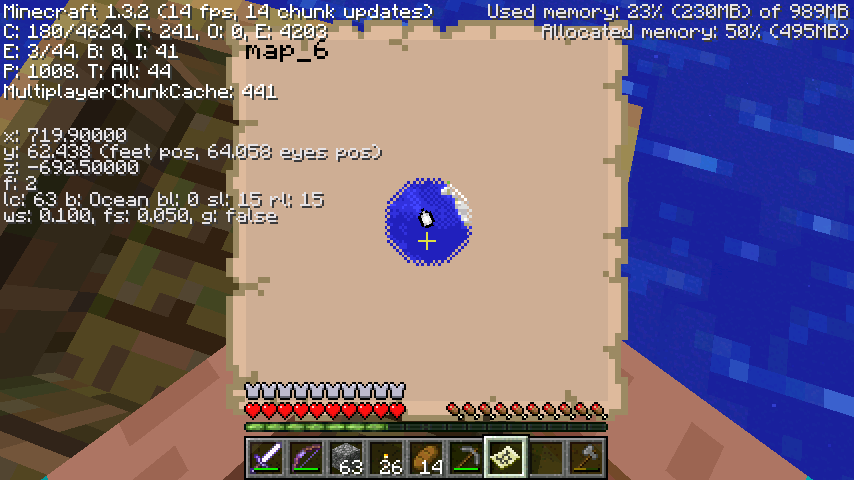 Minecraft 1.3.2 (14 fps, 14 chunk updates)
Used memory: 23% (230MB) of 989MB
C: 180/4624, F: 241, O: 0, E: 4203
Allocated memory: 50% (495MB)
E: 3/44, B: 0, I: 41
map_6
P: 1008. T: All: 44
MultiplayerChunkCache: 441
x: 719.90000
y: 62.438 (feet pos, 64.058 eyes pos)
z: -692.50000
f: 2
lc: 63 b: Ocean bl: 0 sl: 15 rl: 15
ws: 0.100, fs: 0.050, g: false
63
26
14